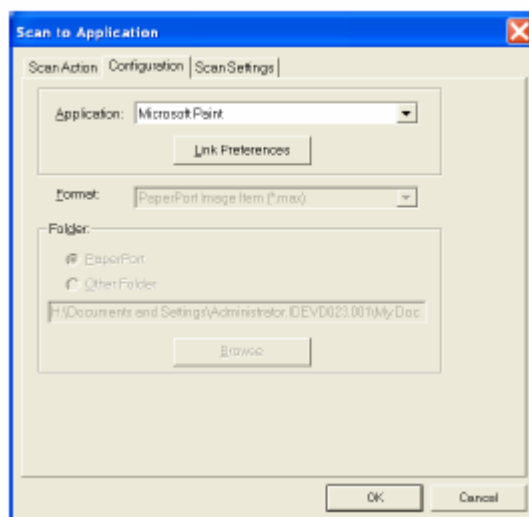 Scan to Application
Scan Action Configuration Scan Settings
Application: Microsoft Paint
Link Preferences
Format: PaperPort Image Item (*.max)
Folder:
PaperPort
Other Folder
H:\Documents and Settings\Administrator.IDEVD023.001\My Doc
Browse
OK Cancel